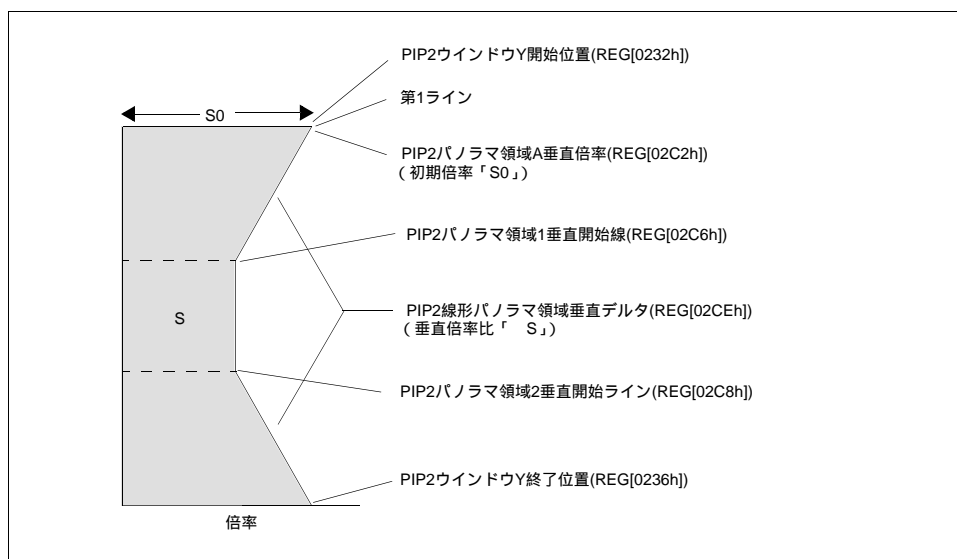 PIP2ウインドウY開始位置(REG[0232h])
第1ライン
S0
PIP2パノラマ領域A垂直倍率(REG[02C2h])
(初期倍率「S0」)
PIP2パノラマ領域1垂直開始線(REG[02C6h])
S
PIP2線形パノラマ領域垂直デルタ(REG[02CEh])
(垂直倍率比「 S」)
PIP2パノラマ領域2垂直開始ライン(REG[02C8h])
PIP2ウインドウY終了位置(REG[0236h])
倍率